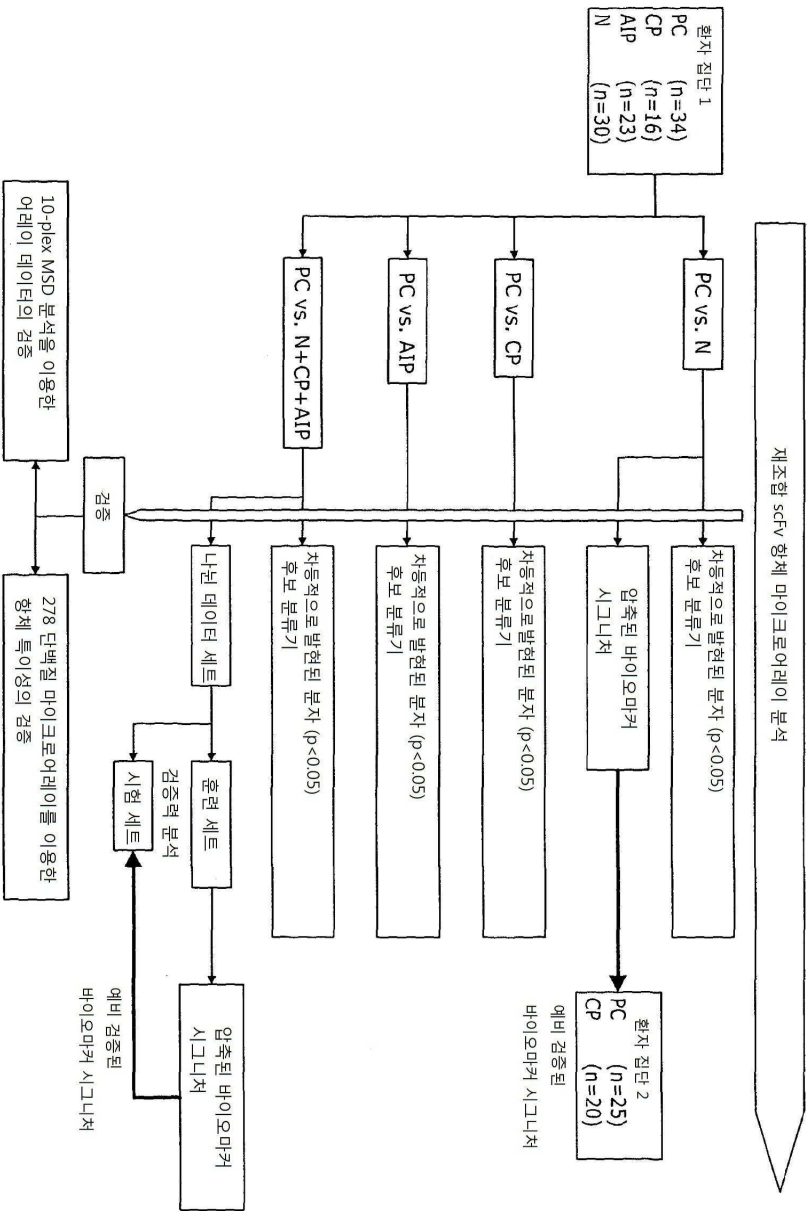 재조합 scFv 항체 마이크로어레이 분석
환자 집단 1
PC (n=34)
CP (n=16)
AIP (n=23)
N (n=30)
PC vs. N
차등적으로발현된 분자 (p<0.05)
후보 분류기
압축된 바이오마커
시그니처
환자 집단 2
PC (n=25)
CP (n=20)
예비 검증된
바이오마커 시그니처
PC vs. CP
차등적으로발현된 분자 (p<0.05)
후보 분류기
PC vs. AIP
차등적으로발현된 분자 (p<0.05)
후보 분류기
PC vs. N+CP+AIP
차등적으로발현된 분자 (p<0.05)
후보 분류기
나뉜 데이터 세트
훈련 세트
검증력 분석
시험 세트
압축된 바이오마커
시그니처
예비 검증된
바이오마커 시그니처
검증
10-plex MSD 분석을 이용한
어레이 데이터의 검증
278 단백질 마이크로어레이를 이용한
항체 특이성의 검증